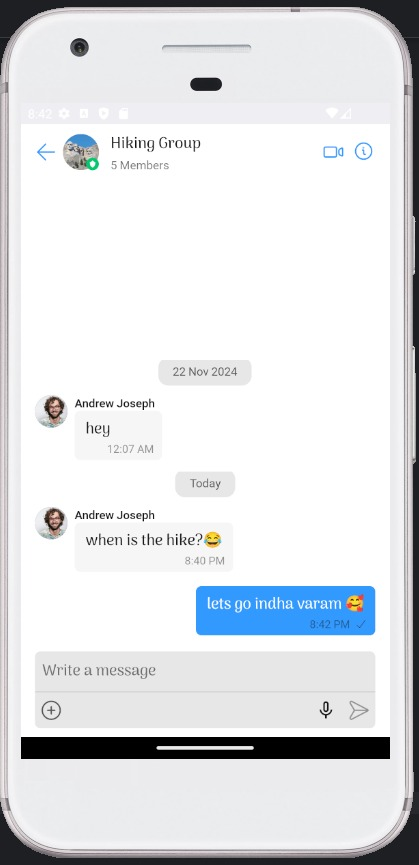 8:42
Hiking Group
5 Members
22 Nov 2024
Andrew Joseph
hey
12:07 AM
Today
Andrew Joseph
when is the hike?😂
8:40 PM
lets go indha varam 🥰
8:42 PM ✓
Write a message